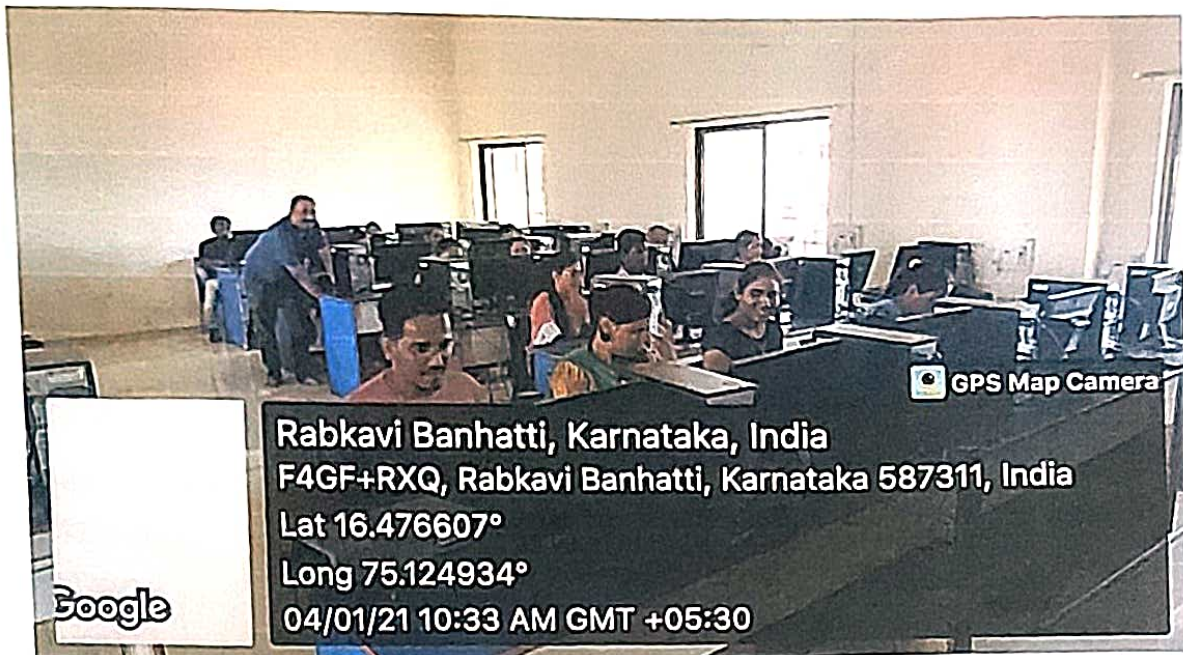 GPS Map Camera
Rabkavi Banhatti, Karnataka, India
F4GF+RXQ, Rabkavi Banhatti, Karnataka 587311, India
Lat 16.476607°
Long 75.124934°
04/01/21 10:33 AM GMT +05:30
Google